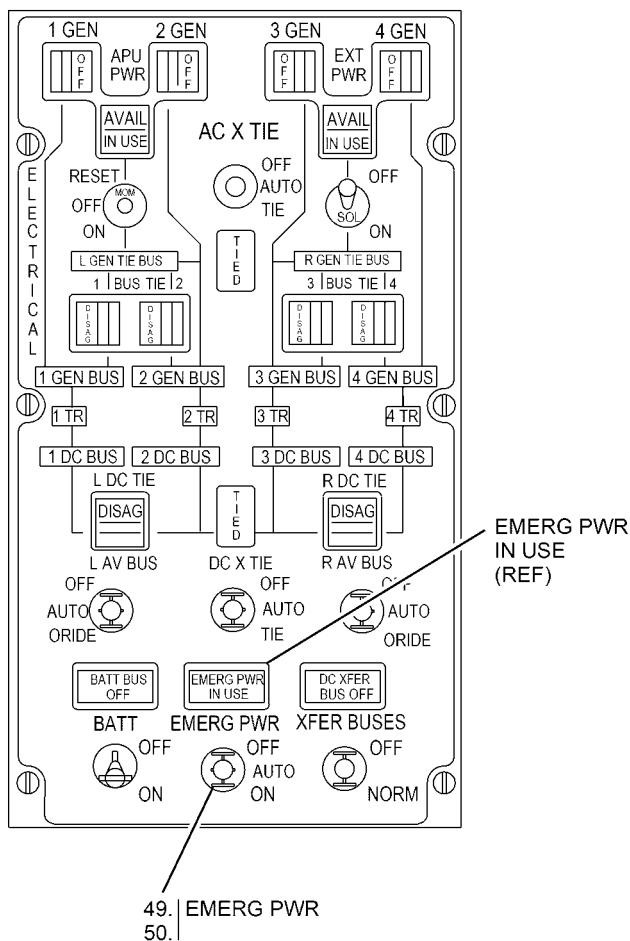 1 GEN 2 GEN 3 GEN 4 GEN
OFF APU PWR OFF OFF EXT PWR OFF
AVAIL
IN USE
AVAIL
IN USE
AC X TIE
OFF
AUTO
TIE
ELECTRICAL
RESET
MOM
OFF
ON
OFF
SOL
ON
TIED
L GEN TIE BUS R GEN TIE BUS
1 BUS TIE 2 3 BUS TIE 4
DISAG DISAG DISAG DISAG
1 GEN BUS 2 GEN BUS 3 GEN BUS 4 GEN BUS
1 TR 2 TR 3 TR 4 TR
1 DC BUS 2 DC BUS 3 DC BUS 4 DC BUS
L DC TIE R DC TIE
DISAG TIED DISAG
L AV BUS DC X TIE R AV BUS
OFF OFF OFF
AUTO AUTO AUTO
ORIDE TIE ORIDE
EMERG PWR
IN USE
(REF)
BATT BUS
OFF
EMERG PWR
IN USE
DC XFER
BUS OFF
BATT EMERG PWR XFER BUSES
OFF OFF OFF
AUTO
ON ON NORM
49. EMERG PWR
50.